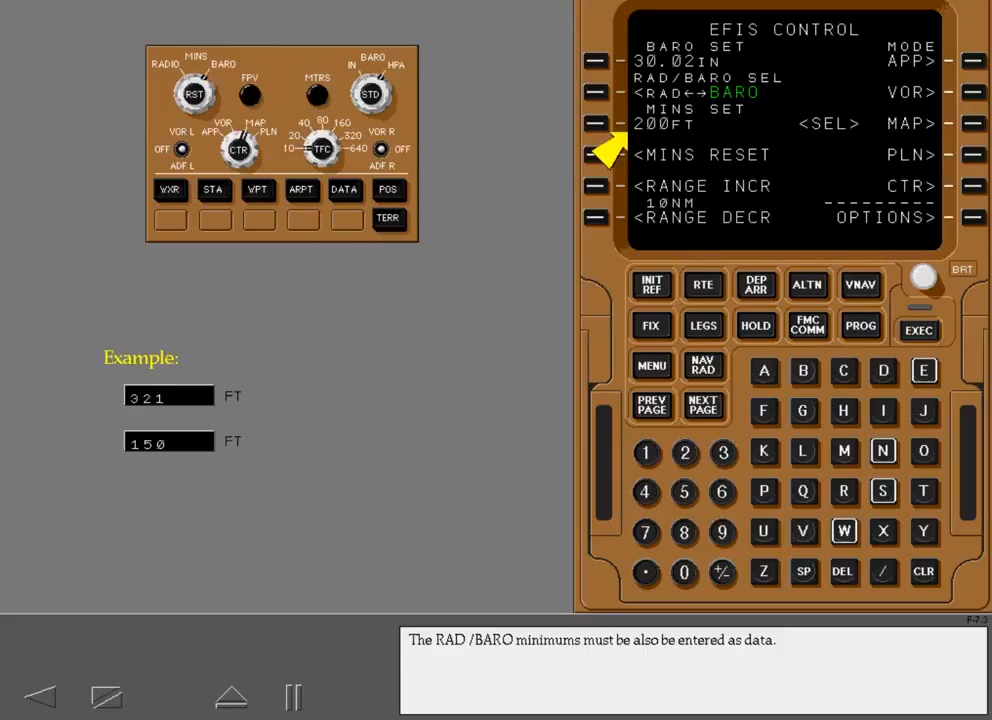 MINS
RADIO BARO
RST
FPV
MTRS
BARO
IN HPA
STD
VOR MAP
APP PLN
CTR
VOR L
OFF
ADF L
40 80 160
20 320
10 640
TFC
VOR R
OFF
ADF R
WXR STA WPT ARPT DATA POS
TERR
Example:
321 FT
150 FT
EFIS CONTROL
BARO SET MODE
30.02IN APP>
RAD/BARO SEL
<RAD←→BARO VOR>
MINS SET
200FT <SEL> MAP>
<MINS RESET PLN>
<RANGE INCR CTR>
10NM ---------
<RANGE DECR OPTIONS>
BRT
INIT REF RTE DEP ARR ALTN VNAV
FIX LEGS HOLD FMC COMM PROG EXEC
MENU NAV RAD
PREV PAGE NEXT PAGE
A B C D E
F G H I J
1 2 3 K L M N O
4 5 6 P Q R S T
7 8 9 U V W X Y
. 0 +/- Z SP DEL / CLR
F-7.3
The RAD /BARO minimums must be also be entered as data.